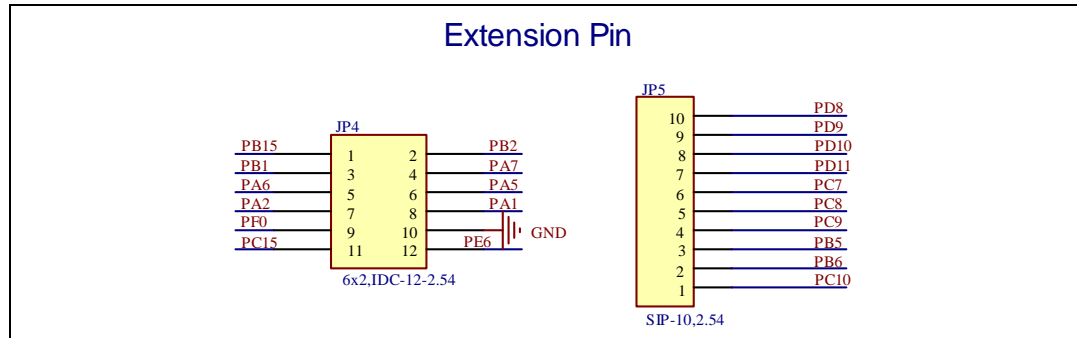 Extension Pin
JP4
PB15 1 2 PB2
PB1 3 4 PA7
PA6 5 6 PA5
PA2 7 8 PA1
PF0 9 10 GND
PC15 11 12 PE6
6x2,IDC-12-2.54
JP5
10 PD8
9 PD9
8 PD10
7 PD11
6 PC7
5 PC8
4 PC9
3 PB5
2 PB6
1 PC10
SIP-10,2.54